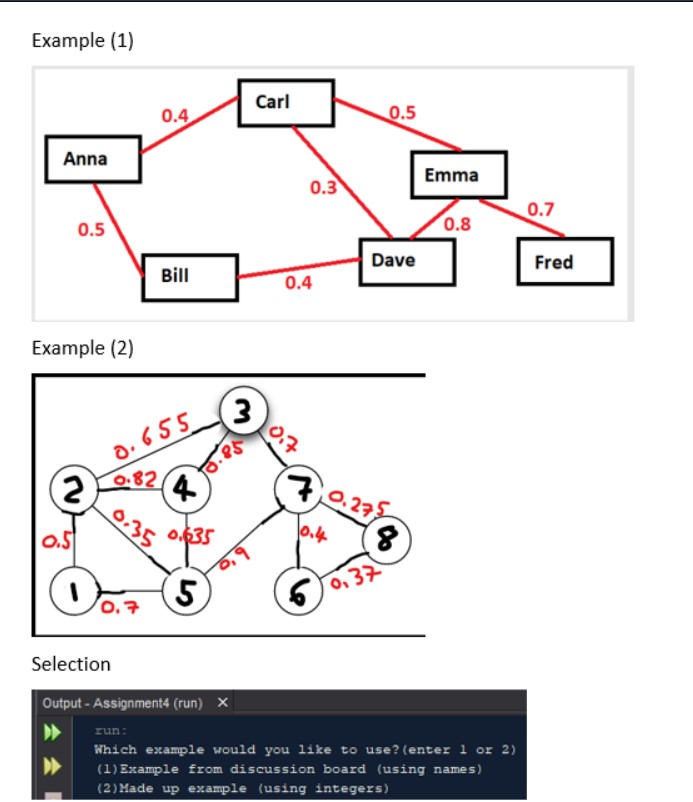 Example (1)
Carl
0.4
0.5
Anna
Emma
0.3
0.7
0.5
0.8
Dave
Fred
Bill
0.4
Example (2)
3
0.655
0.7
0.85
0.82
2
4
7
0.275
0.35
0.635
0.4
8
0.5
0.9
0.37
1
5
6
0.7
Selection
Output - Assignment4 (run) ×
run:
Which example would you like to use?(enter 1 or 2)
(1)Example from discussion board (using names)
(2)Made up example (using integers)